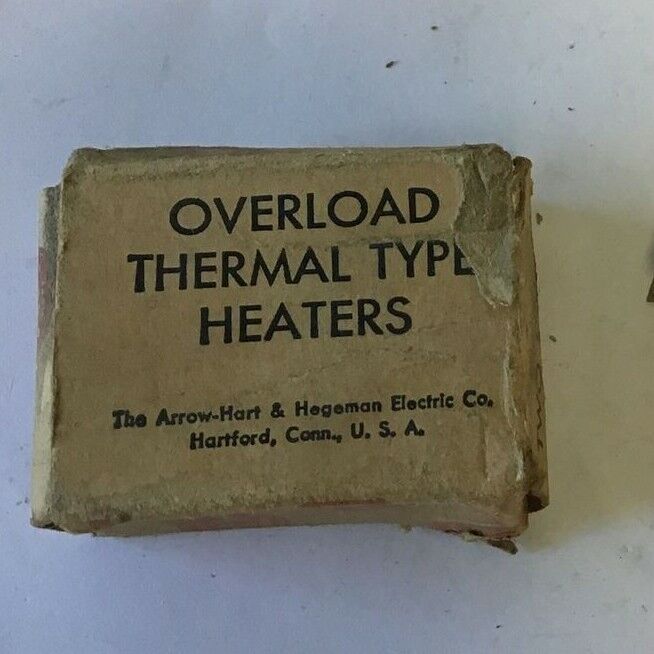 OVERLOAD
THERMAL TYPE
HEATERS
The Arrow-Hart & Hegeman Electric Co.
Hartford, Conn., U. S. A.